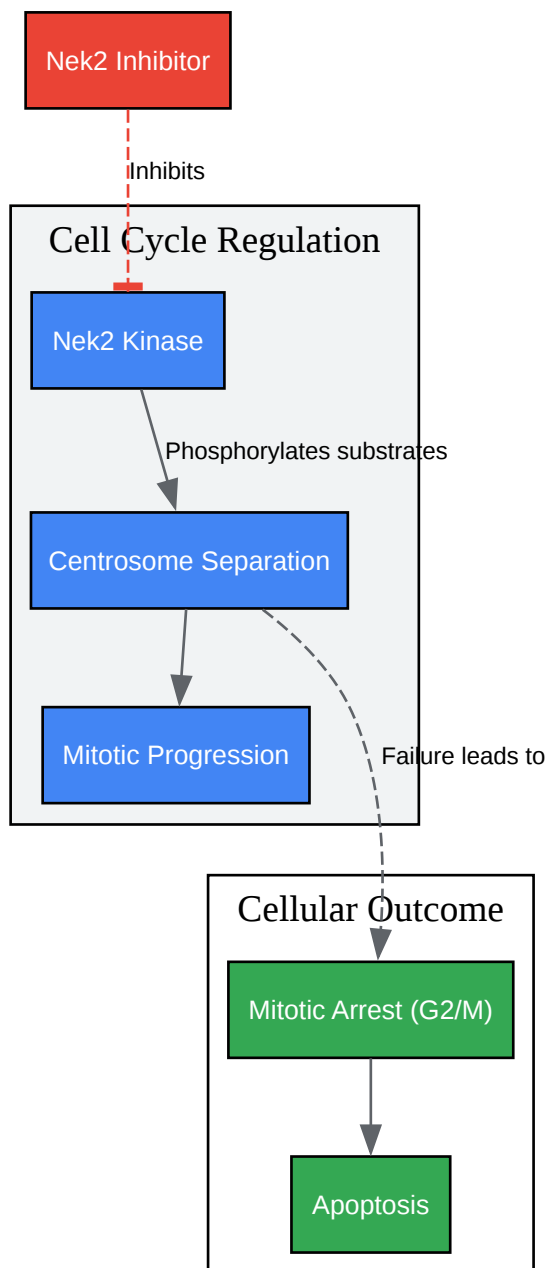 Nek2 Inhibitor
Inhibits
Cell Cycle Regulation
Nek2 Kinase
Phosphorylates substrates
Centrosome Separation
Mitotic Progression
Failure leads to
Cellular Outcome
Mitotic Arrest (G2/M)
Apoptosis